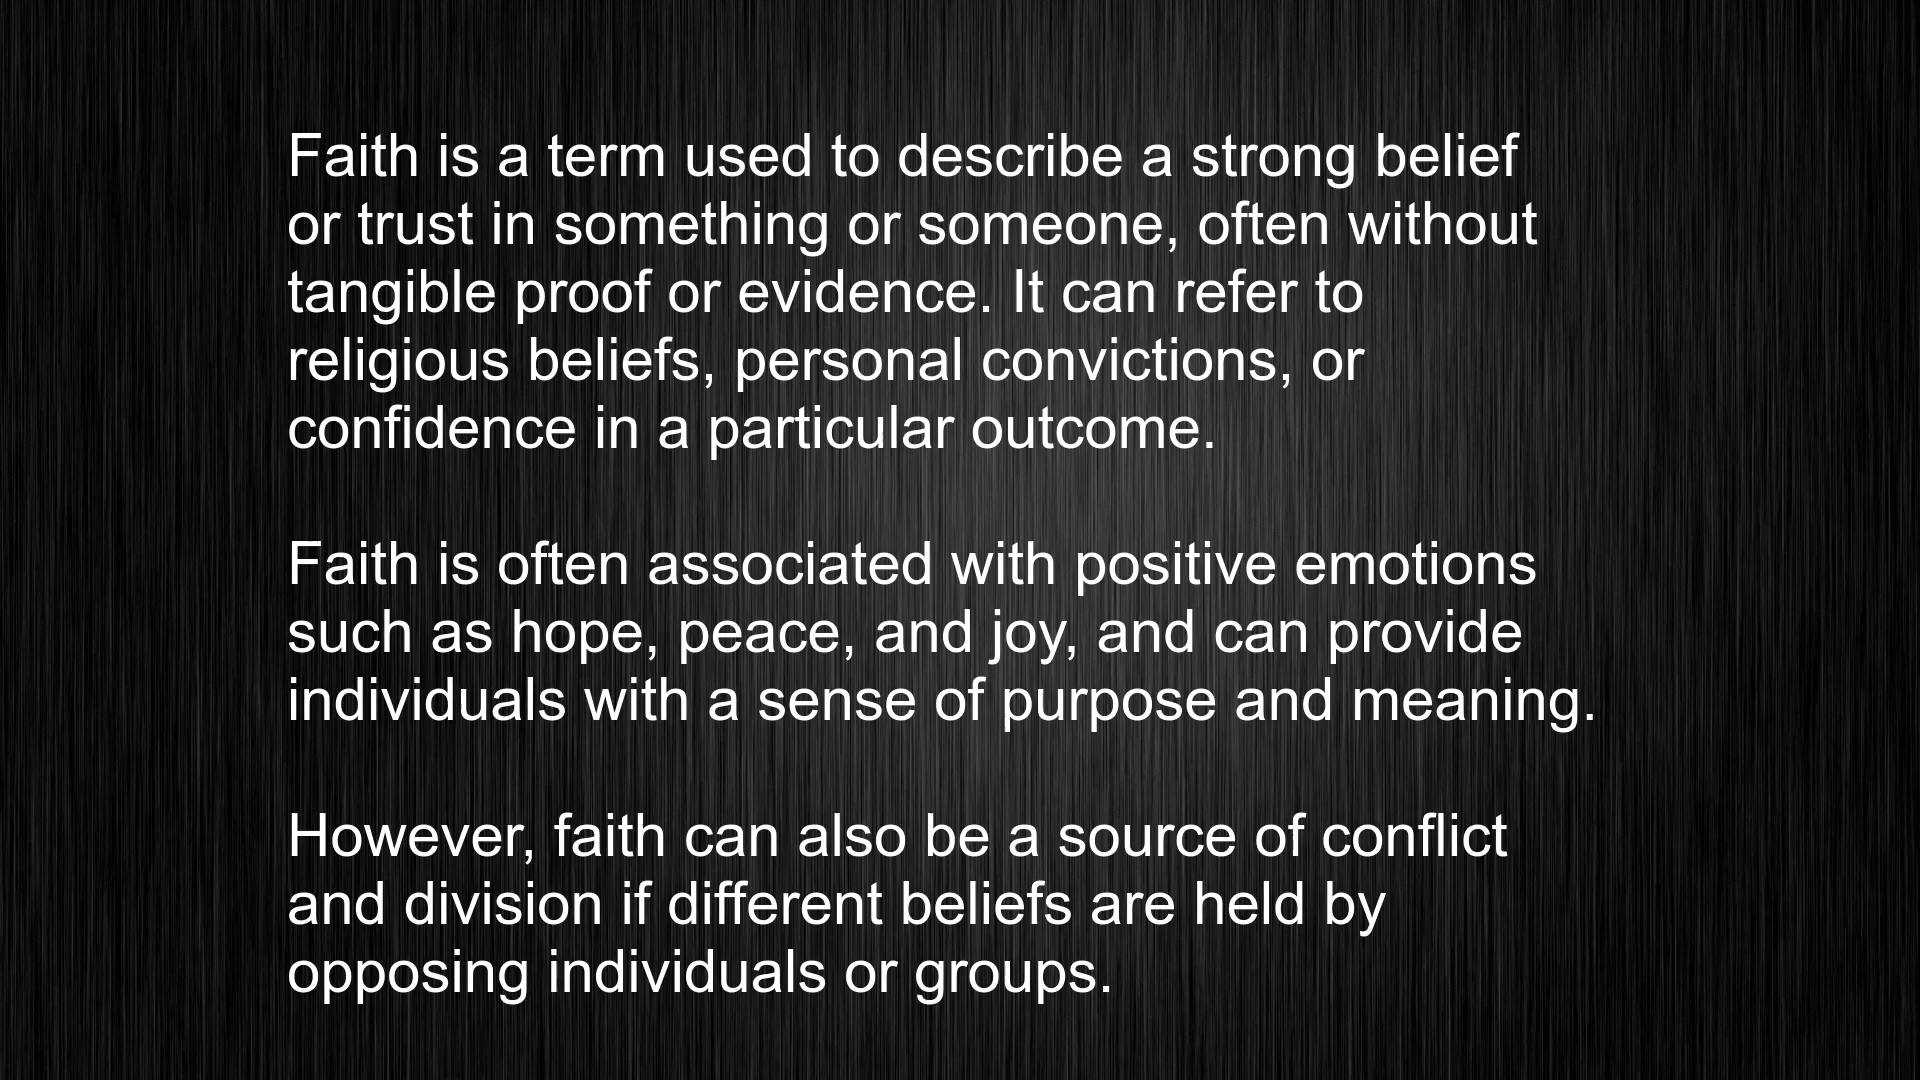 Faith is a term used to describe a strong belief
or trust in something or someone, often without
tangible proof or evidence. It can refer to
religious beliefs, personal convictions, or
confidence in a particular outcome.
Faith is often associated with positive emotions
such as hope, peace, and joy, and can provide
individuals with a sense of purpose and meaning.
However, faith can also be a source of conflict
and division if different beliefs are held by
opposing individuals or groups.